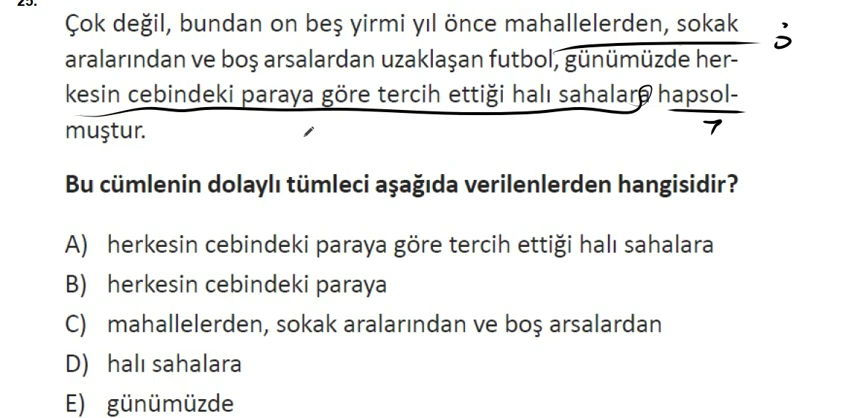 25.
Çok değil, bundan on beş yirmi yıl önce mahallelerden, sokak
aralarından ve boş arsalardan uzaklaşan futbol, günümüzde her-
kesin cebindeki paraya göre tercih ettiği halı sahalara hapsol-
muştur.
Bu cümlenin dolaylı tümleci aşağıda verilenlerden hangisidir?
A) herkesin cebindeki paraya göre tercih ettiği halı sahalara
B) herkesin cebindeki paraya
C) mahallelerden, sokak aralarından ve boş arsalardan
D) halı sahalara
E) günümüzde